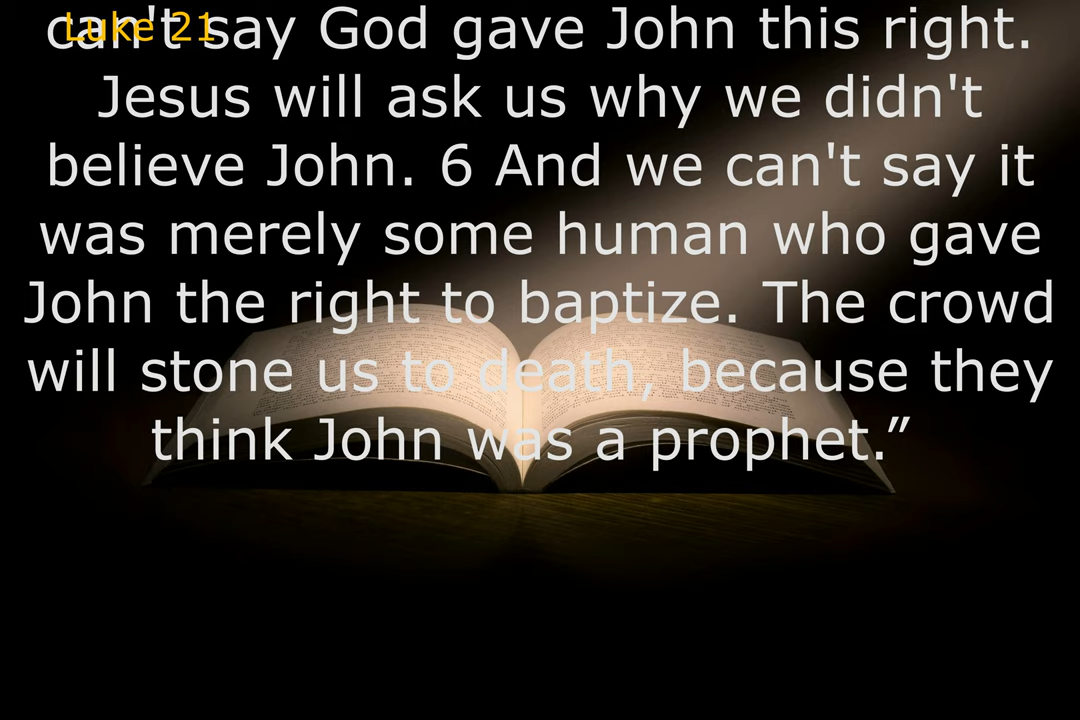 Luke 21
can't say God gave John this right.
Jesus will ask us why we didn't
believe John. 6 And we can't say it
was merely some human who gave
John the right to baptize. The crowd
will stone us to death, because they
think John was a prophet.”